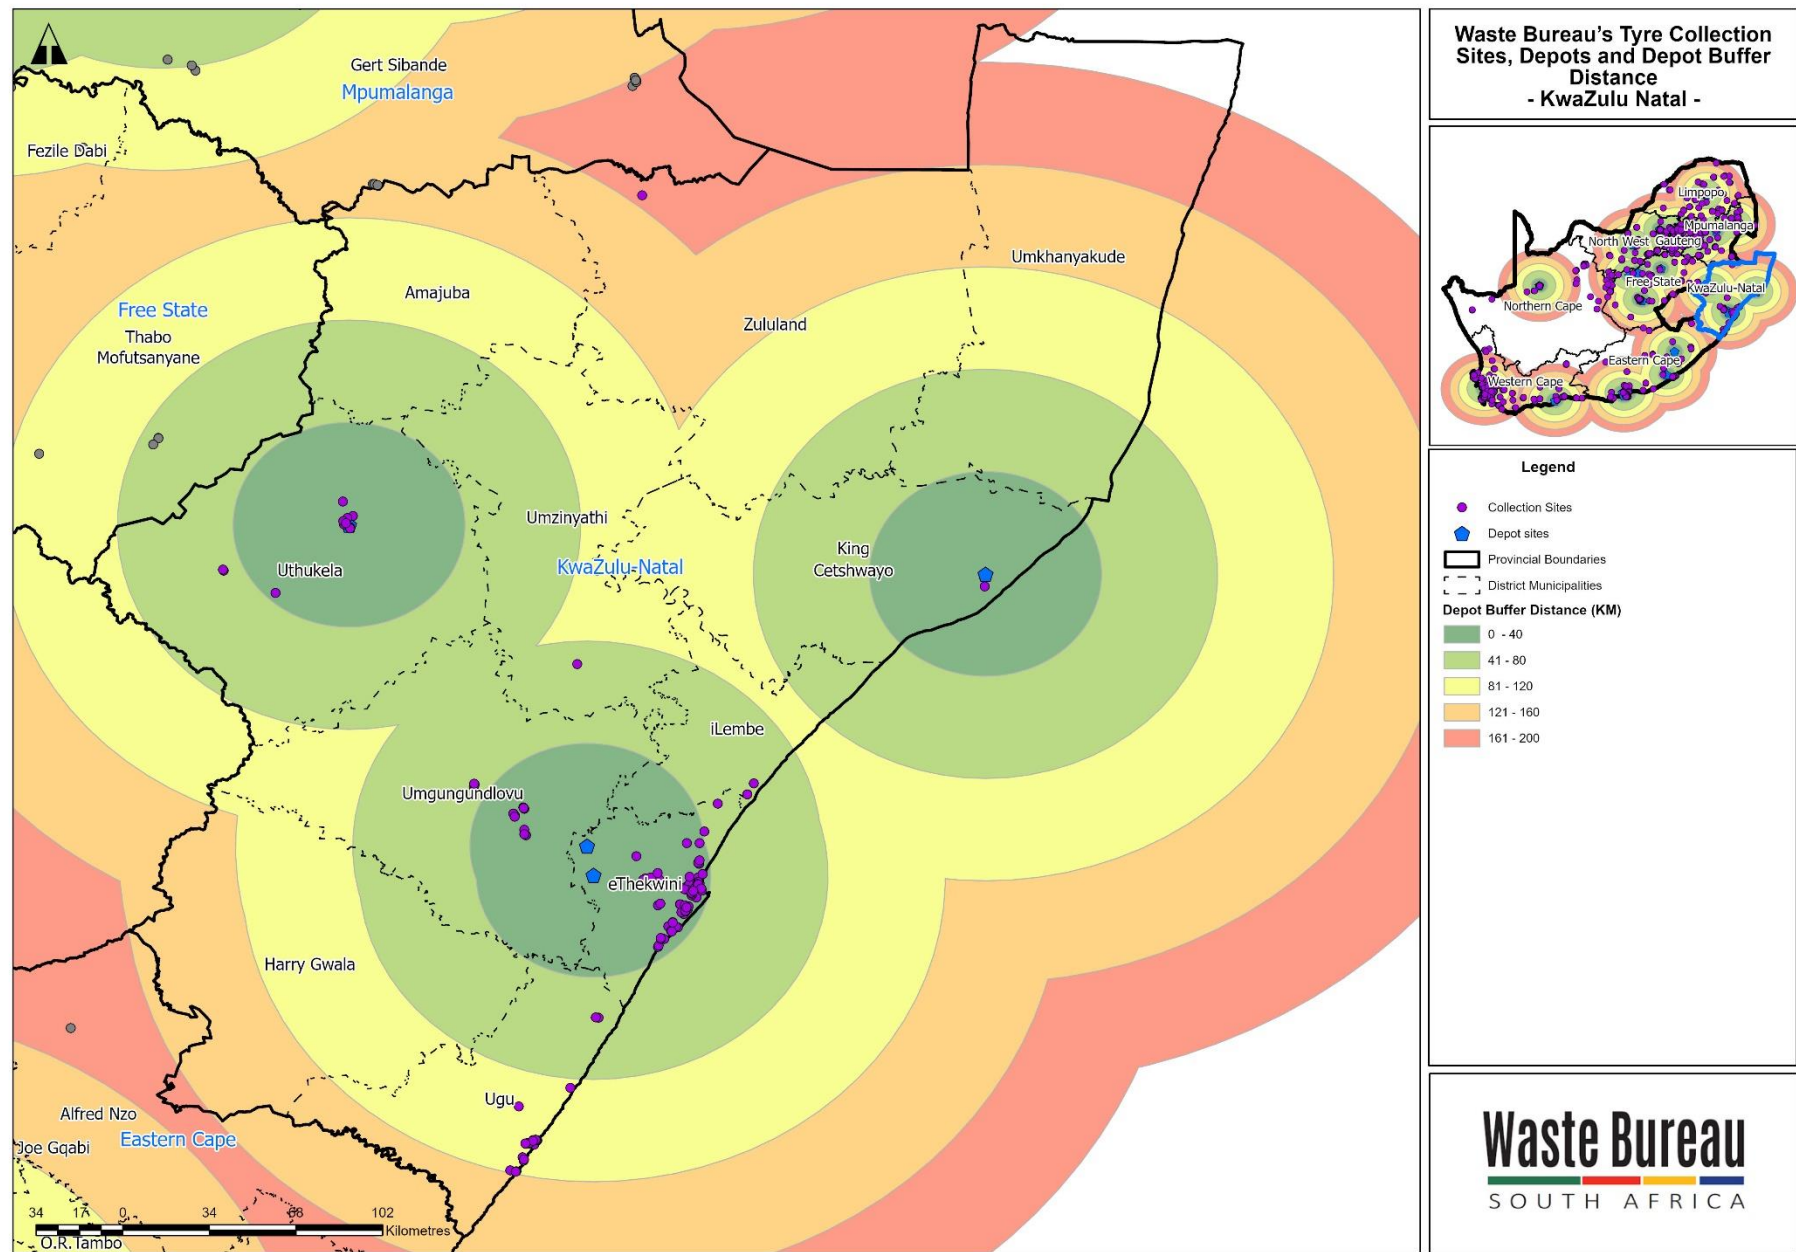 Waste Bureau's Tyre Collection
Sites, Depots and Depot Buffer
Distance
- KwaZulu Natal -
Gert Sibande
Mpumalanga
Fezile Dabi
Umkhanyakude
Amajuba
Free State
Thabo
Mofutsanyane
Zululand
Umzinyathi
KwaZulu-Natal
King
Cetshwayo
Uthukela
iLembe
Umgungundlovu
eThekwini
Harry Gwala
Ugu
Alfred Nzo
Eastern Cape
Joe Gqabi
34 17 0 34 68 102
Kilometres
O.R.Tambo
Limpopo
Mpumalanga
North West
Gauteng
Free State
KwaZulu-Natal
Northern Cape
Eastern Cape
Western Cape
Legend
Collection Sites
Depot sites
Provincial Boundaries
District Municipalities
Depot Buffer Distance (KM)
0 - 40
41 - 80
81 - 120
121 - 160
161 - 200
Waste Bureau
SOUTH AFRICA